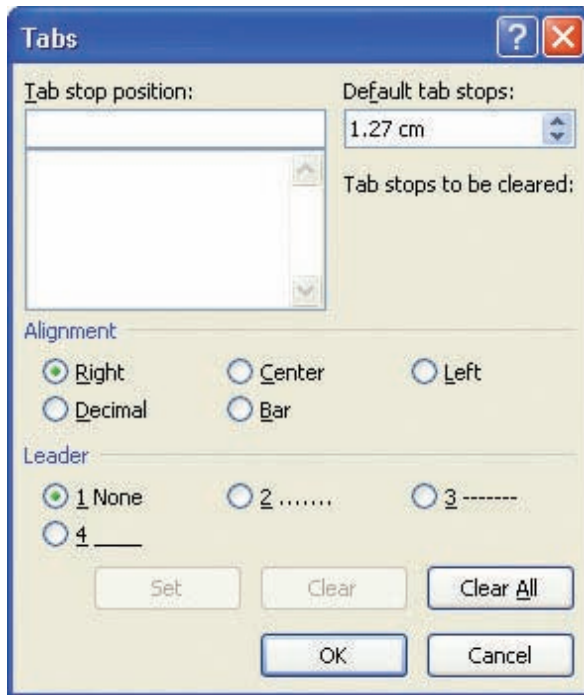 Tabs
Tab stop position: Default tab stops:
1.27 cm
Tab stops to be cleared:
Alignment
Right Center Left
Decimal Bar
Leader
1 None 2 ....... 3 -------
4 ____
Set Clear Clear All
OK Cancel